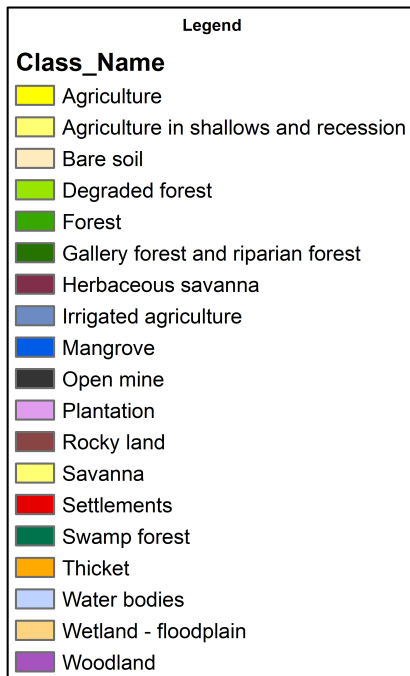 Legend
Class_Name
Agriculture
Agriculture in shallows and recession
Bare soil
Degraded forest
Forest
Gallery forest and riparian forest
Herbaceous savanna
Irrigated agriculture
Mangrove
Open mine
Plantation
Rocky land
Savanna
Settlements
Swamp forest
Thicket
Water bodies
Wetland - floodplain
Woodland